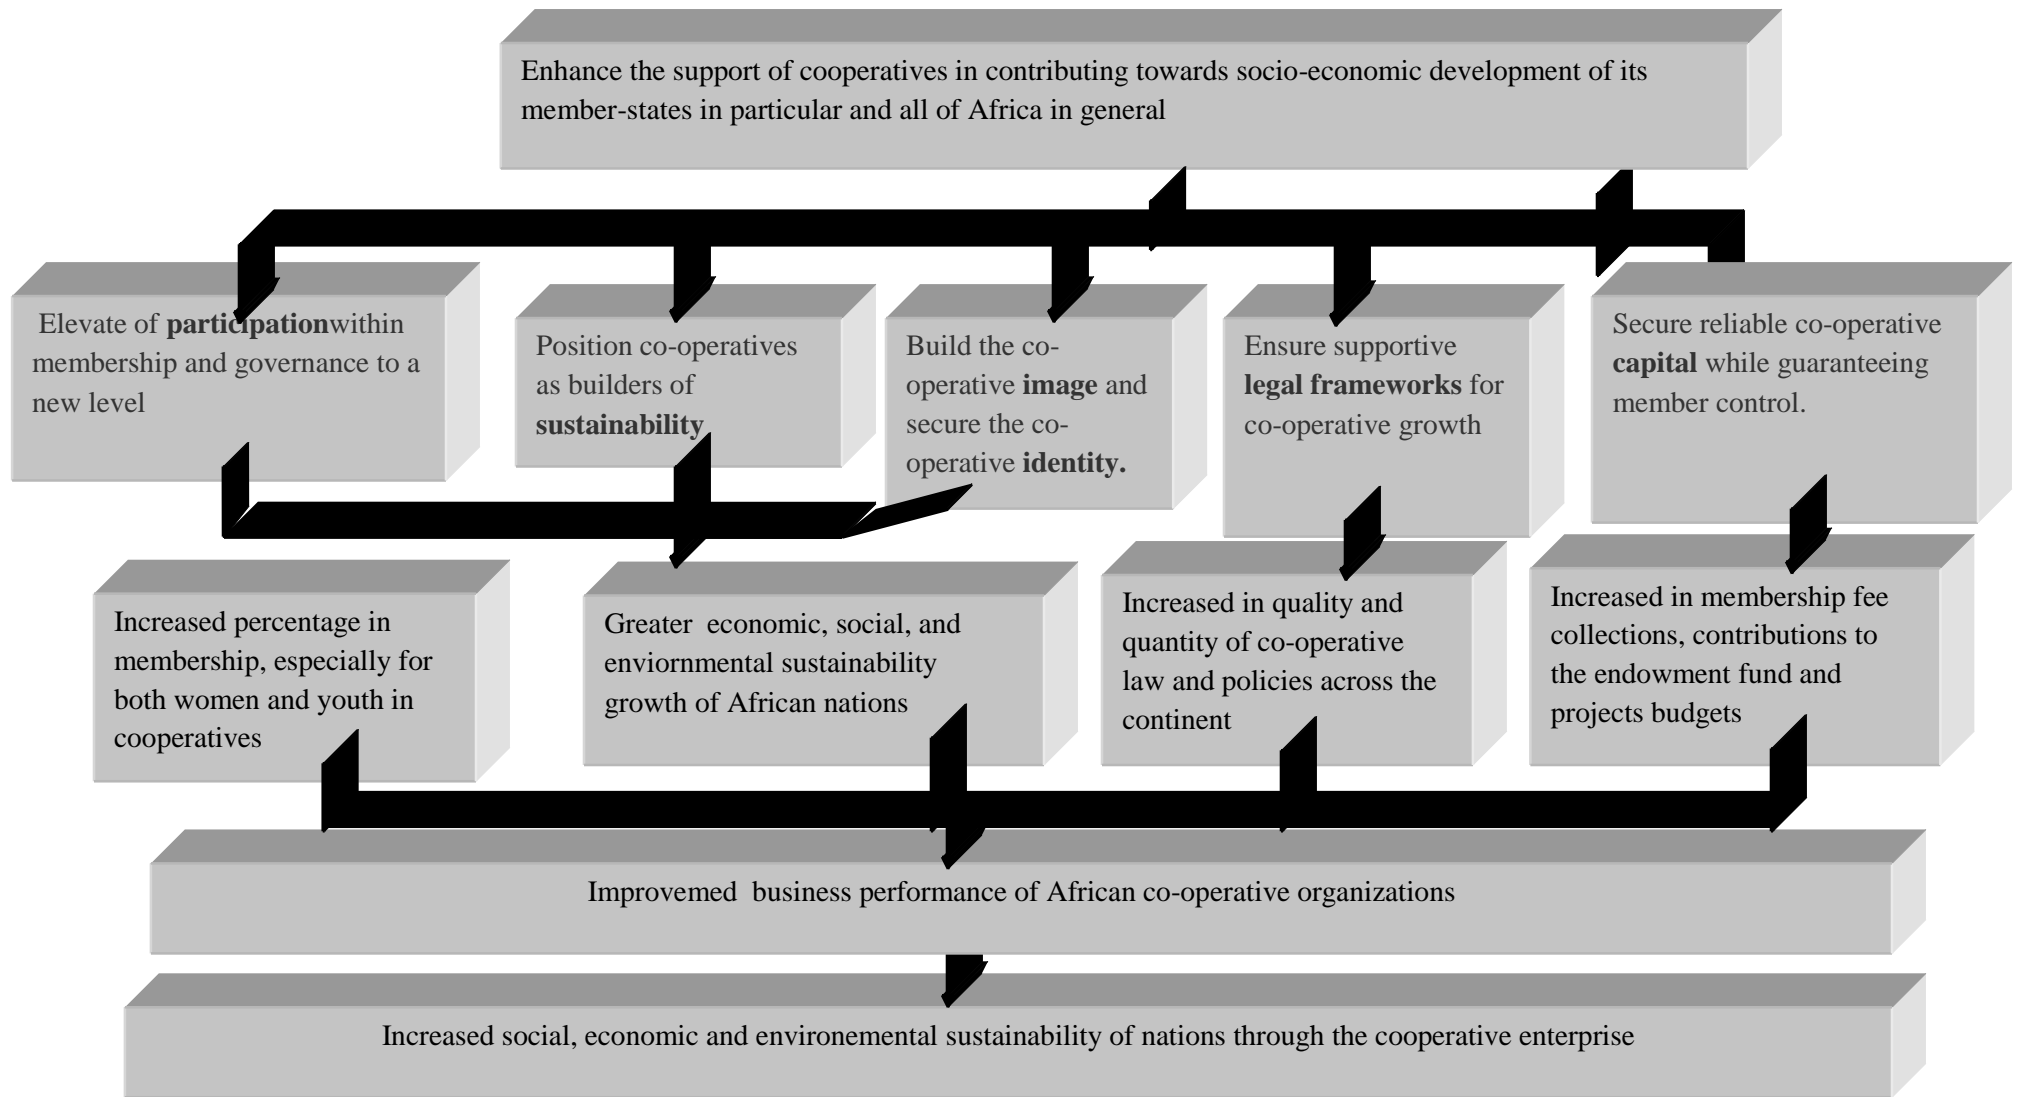 Enhance the support of cooperatives in contributing towards socio-economic development of its
member-states in particular and all of Africa in general
Elevate of participationwithin
membership and governance to a
new level
Position co-operatives
as builders of
sustainability
Build the co-
operative image and
secure the co-
operative identity.
Ensure supportive
legal frameworks for
co-operative growth
Secure reliable co-operative
capital while guaranteeing
member control.
Increased percentage in
membership, especially for
both women and youth in
cooperatives
Greater  economic, social, and
enviornmental sustainability
growth of African nations
Increased in quality and
quantity of co-operative
law and policies across the
continent
Increased in membership fee
collections, contributions to
the endowment fund and
projects budgets
Improvemed  business performance of African co-operative organizations
Increased social, economic and environemental sustainability of nations through the cooperative enterprise